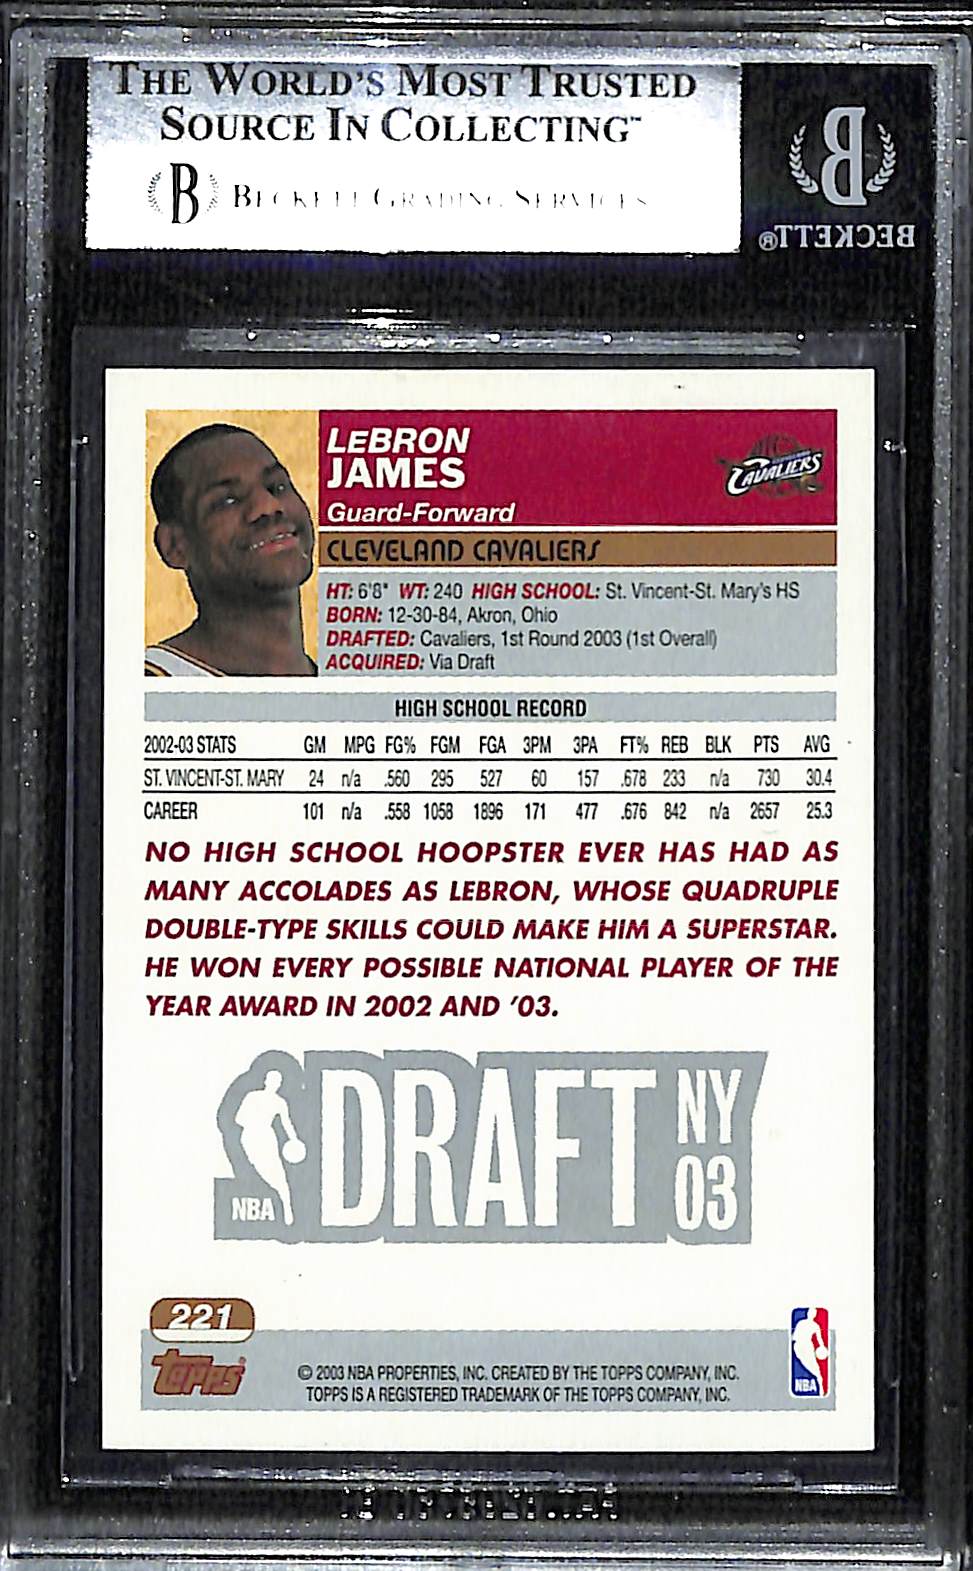 THE WORLD'S MOST TRUSTED
SOURCE IN COLLECTING™
B BECKETT GRADING SERVICES
B
BECKETT®
LEBRON
JAMES
Guard-Forward
CAVALIERS
CLEVELAND CAVALIERS
HT: 6'8" WT: 240 HIGH SCHOOL: St. Vincent-St. Mary's HS
BORN: 12-30-84, Akron, Ohio
DRAFTED: Cavaliers, 1st Round 2003 (1st Overall)
ACQUIRED: Via Draft
HIGH SCHOOL RECORD
2002-03 STATS GM MPG FG% FGM FGA 3PM 3PA FT% REB BLK PTS AVG
ST. VINCENT-ST. MARY 24 n/a .560 295 527 60 157 .678 233 n/a 730 30.4
CAREER 101 n/a .558 1058 1896 171 477 .676 842 n/a 2657 25.3
NO HIGH SCHOOL HOOPSTER EVER HAS HAD AS
MANY ACCOLADES AS LEBRON, WHOSE QUADRUPLE
DOUBLE-TYPE SKILLS COULD MAKE HIM A SUPERSTAR.
HE WON EVERY POSSIBLE NATIONAL PLAYER OF THE
YEAR AWARD IN 2002 AND '03.
NBA DRAFT NY 03
221
Topps
© 2003 NBA PROPERTIES, INC. CREATED BY THE TOPPS COMPANY, INC.
TOPPS IS A REGISTERED TRADEMARK OF THE TOPPS COMPANY, INC.
NBA